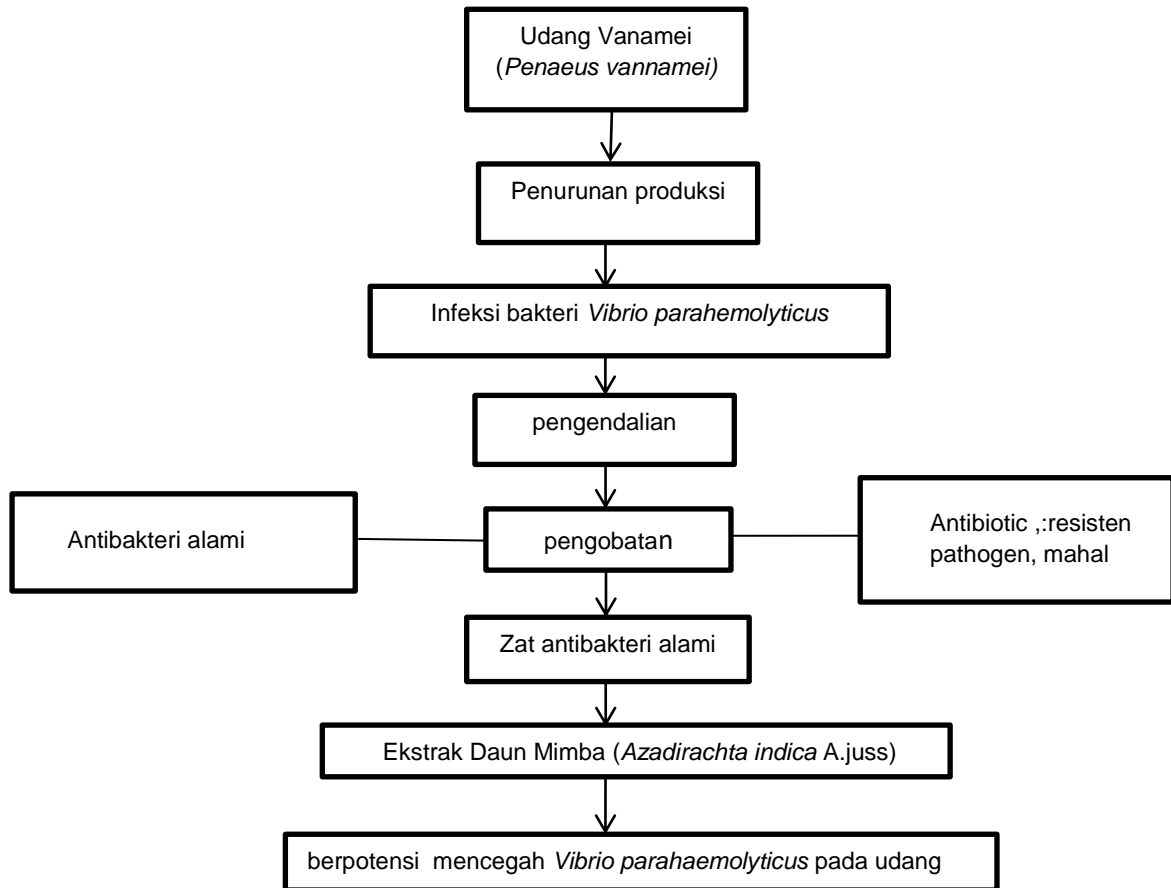 Udang Vanamei
(Penaeus vannamei)
Penurunan produksi
Infeksi bakteri Vibrio parahemolyticus
pengendalian
Antibakteri alami
pengobatan
Antibiotic ,:resisten
pathogen, mahal
Zat antibakteri alami
Ekstrak Daun Mimba (Azadirachta indica A.juss)
berpotensi mencegah Vibrio parahaemolyticus pada udang